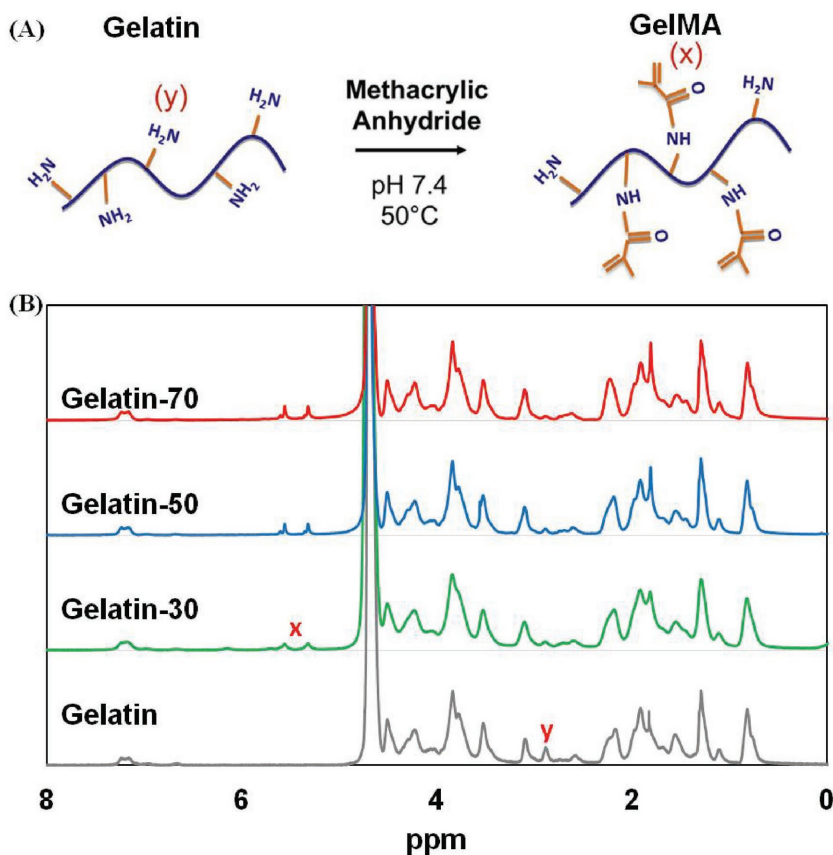 (A)
Gelatin
GelMA
(y)
(x)
H₂N
H₂N
H₂N
NH₂
NH₂
Methacrylic
Anhydride
pH 7.4
50°C
O
NH
H₂N
NH
O
NH
O
(B)
Gelatin-70
Gelatin-50
Gelatin-30
x
Gelatin
y
8 6 4 2 0
ppm